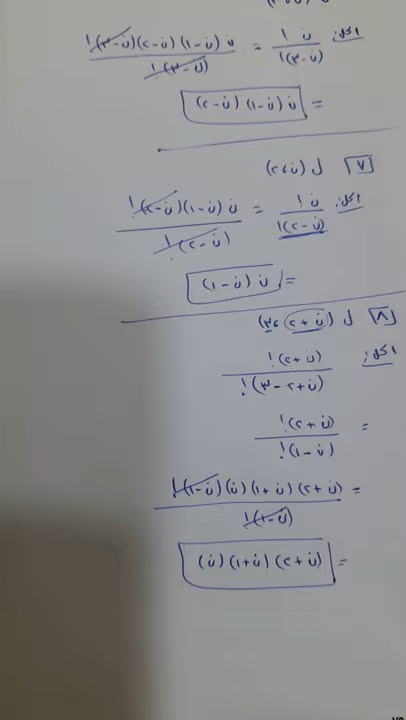 الحل: ن! / (ن-٣)! = ن (ن-١)(ن-٢)(ن-٣)! / (ن-٣)!
= ن (ن-١) (ن-٢)
[٧] ل (ن، ٢)
الحل: ن! / (ن-٢)! = ن (ن-١)(ن-٢)! / (ن-٢)!
= ن (ن-١)
[٨] ل (ن+٢، ٣)
الحل: (ن+٢)! / (ن+٢-٣)!
= (ن+٢)! / (ن-١)!
= (ن+٢)(ن+١)(ن)(ن-١)! / (ن-١)!
= (ن+٢)(ن+١)(ن)